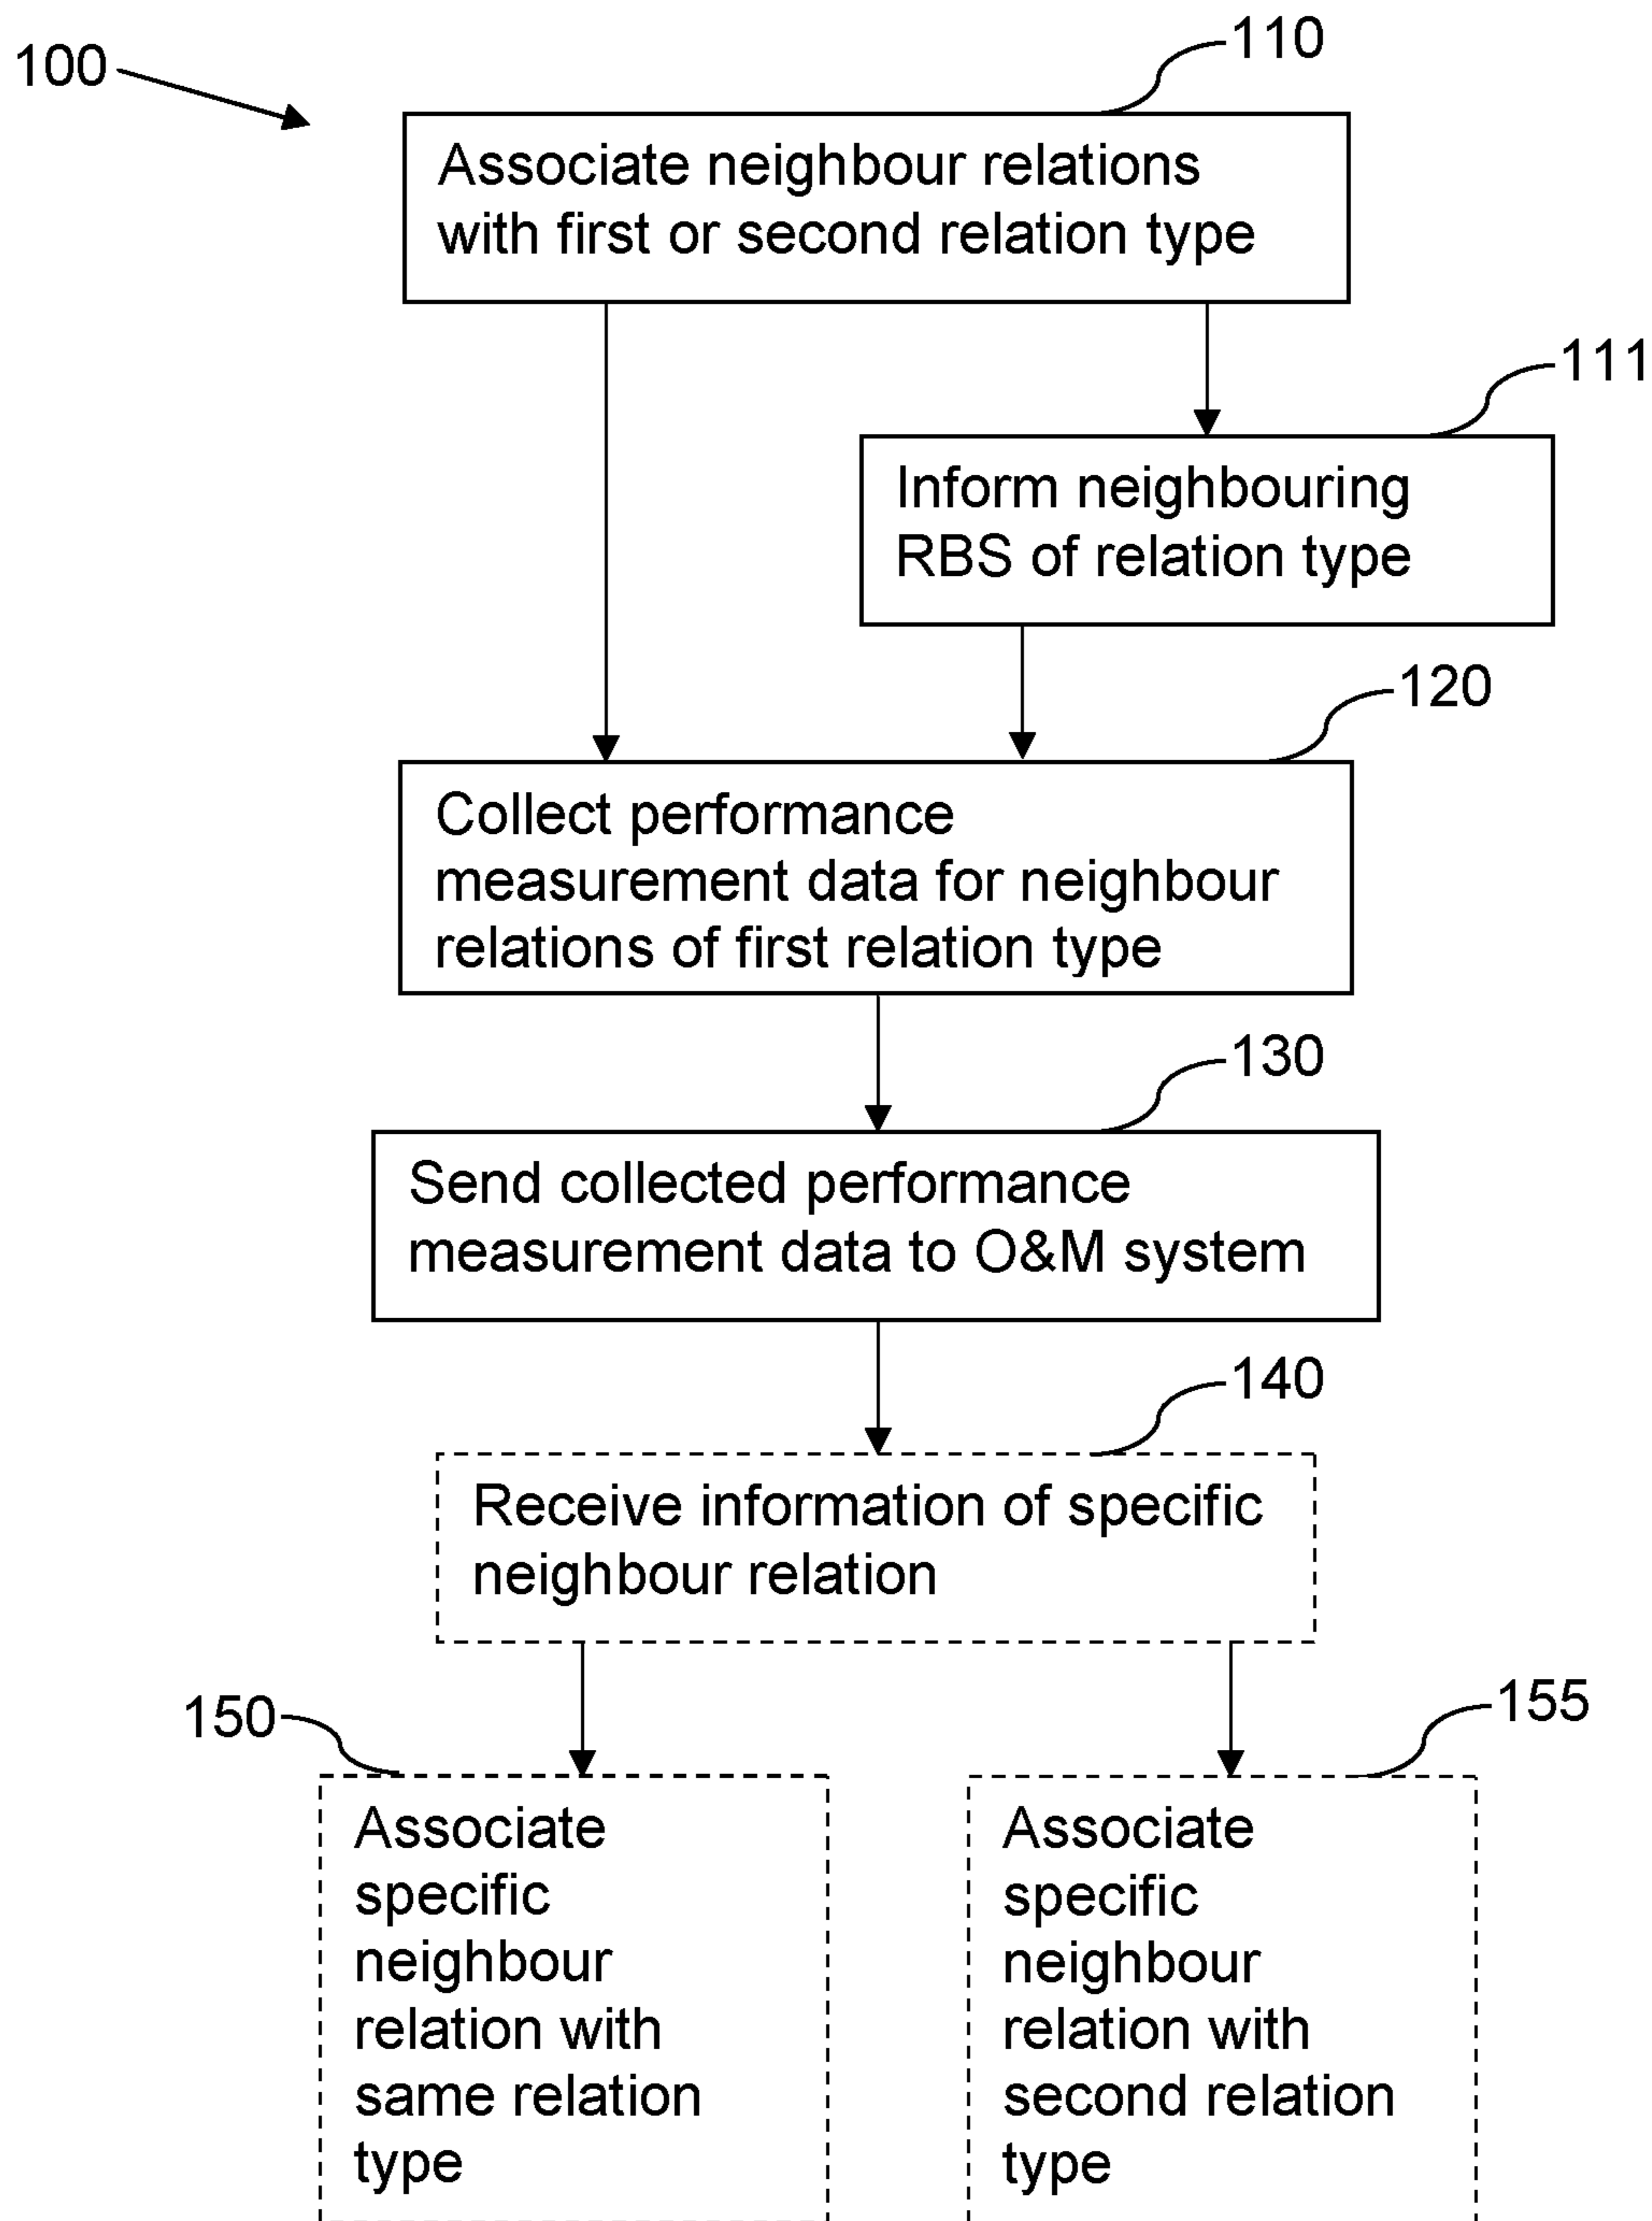 100
110
Associate neighbour relations
with first or second relation type
111
Inform neighbouring
RBS of relation type
120
Collect performance
measurement data for neighbour
relations of first relation type
130
Send collected performance
measurement data to O&M system
140
Receive information of specific
neighbour relation
150
Associate
specific
neighbour
relation with
same relation
type
155
Associate
specific
neighbour
relation with
second relation
type